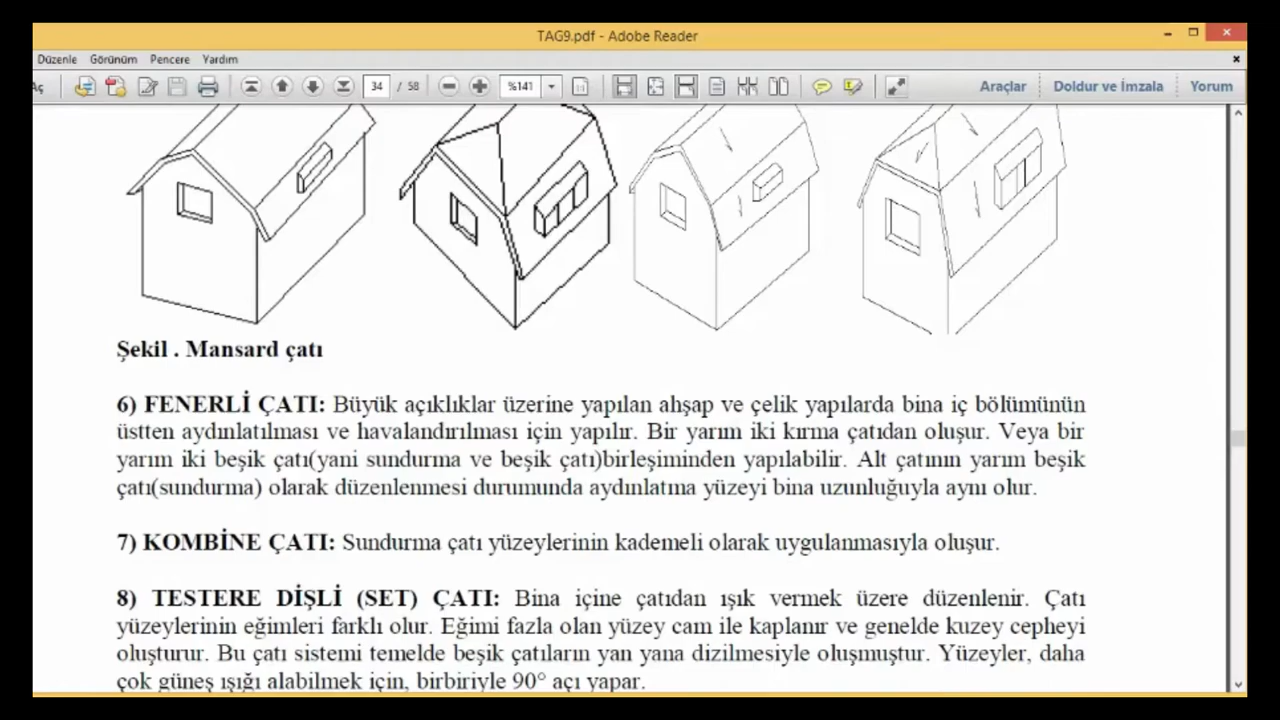 TAG9.pdf - Adobe Reader
Düzenle Görünüm Pencere Yardım
34 / 58 %141 Araçlar Doldur ve İmzala Yorum
Şekil . Mansard çatı
6) FENERLİ ÇATI: Büyük açıklıklar üzerine yapılan ahşap ve çelik yapılarda bina iç bölümünün
üstten aydınlatılması ve havalandırılması için yapılır. Bir yarım iki kırma çatıdan oluşur. Veya bir
yarım iki beşik çatı(yani sundurma ve beşik çatı)birleşiminden yapılabilir. Alt çatının yarım beşik
çatı(sundurma) olarak düzenlenmesi durumunda aydınlatma yüzeyi bina uzunluğuyla aynı olur.
7) KOMBİNE ÇATI: Sundurma çatı yüzeylerinin kademeli olarak uygulanmasıyla oluşur.
8) TESTERE DİŞLİ (SET) ÇATI: Bina içine çatıdan ışık vermek üzere düzenlenir. Çatı
yüzeylerinin eğimleri farklı olur. Eğimi fazla olan yüzey cam ile kaplanır ve genelde kuzey cepheyi
oluşturur. Bu çatı sistemi temelde beşik çatıların yan yana dizilmesiyle oluşmuştur. Yüzeyler, daha
çok güneş ışığı alabilmek için, birbiriyle 90° açı yapar.